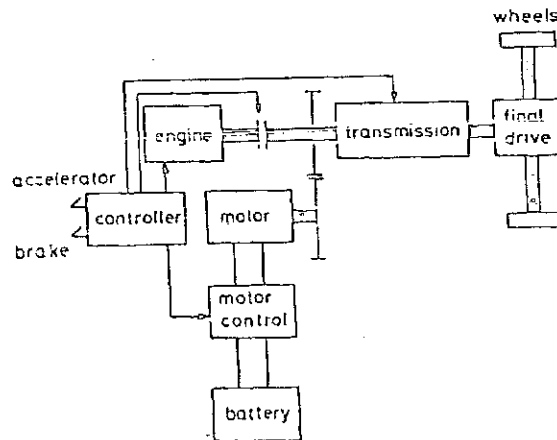 wheels
engine
transmission
final
drive
accelerator
controller
motor
brake
motor
control
battery